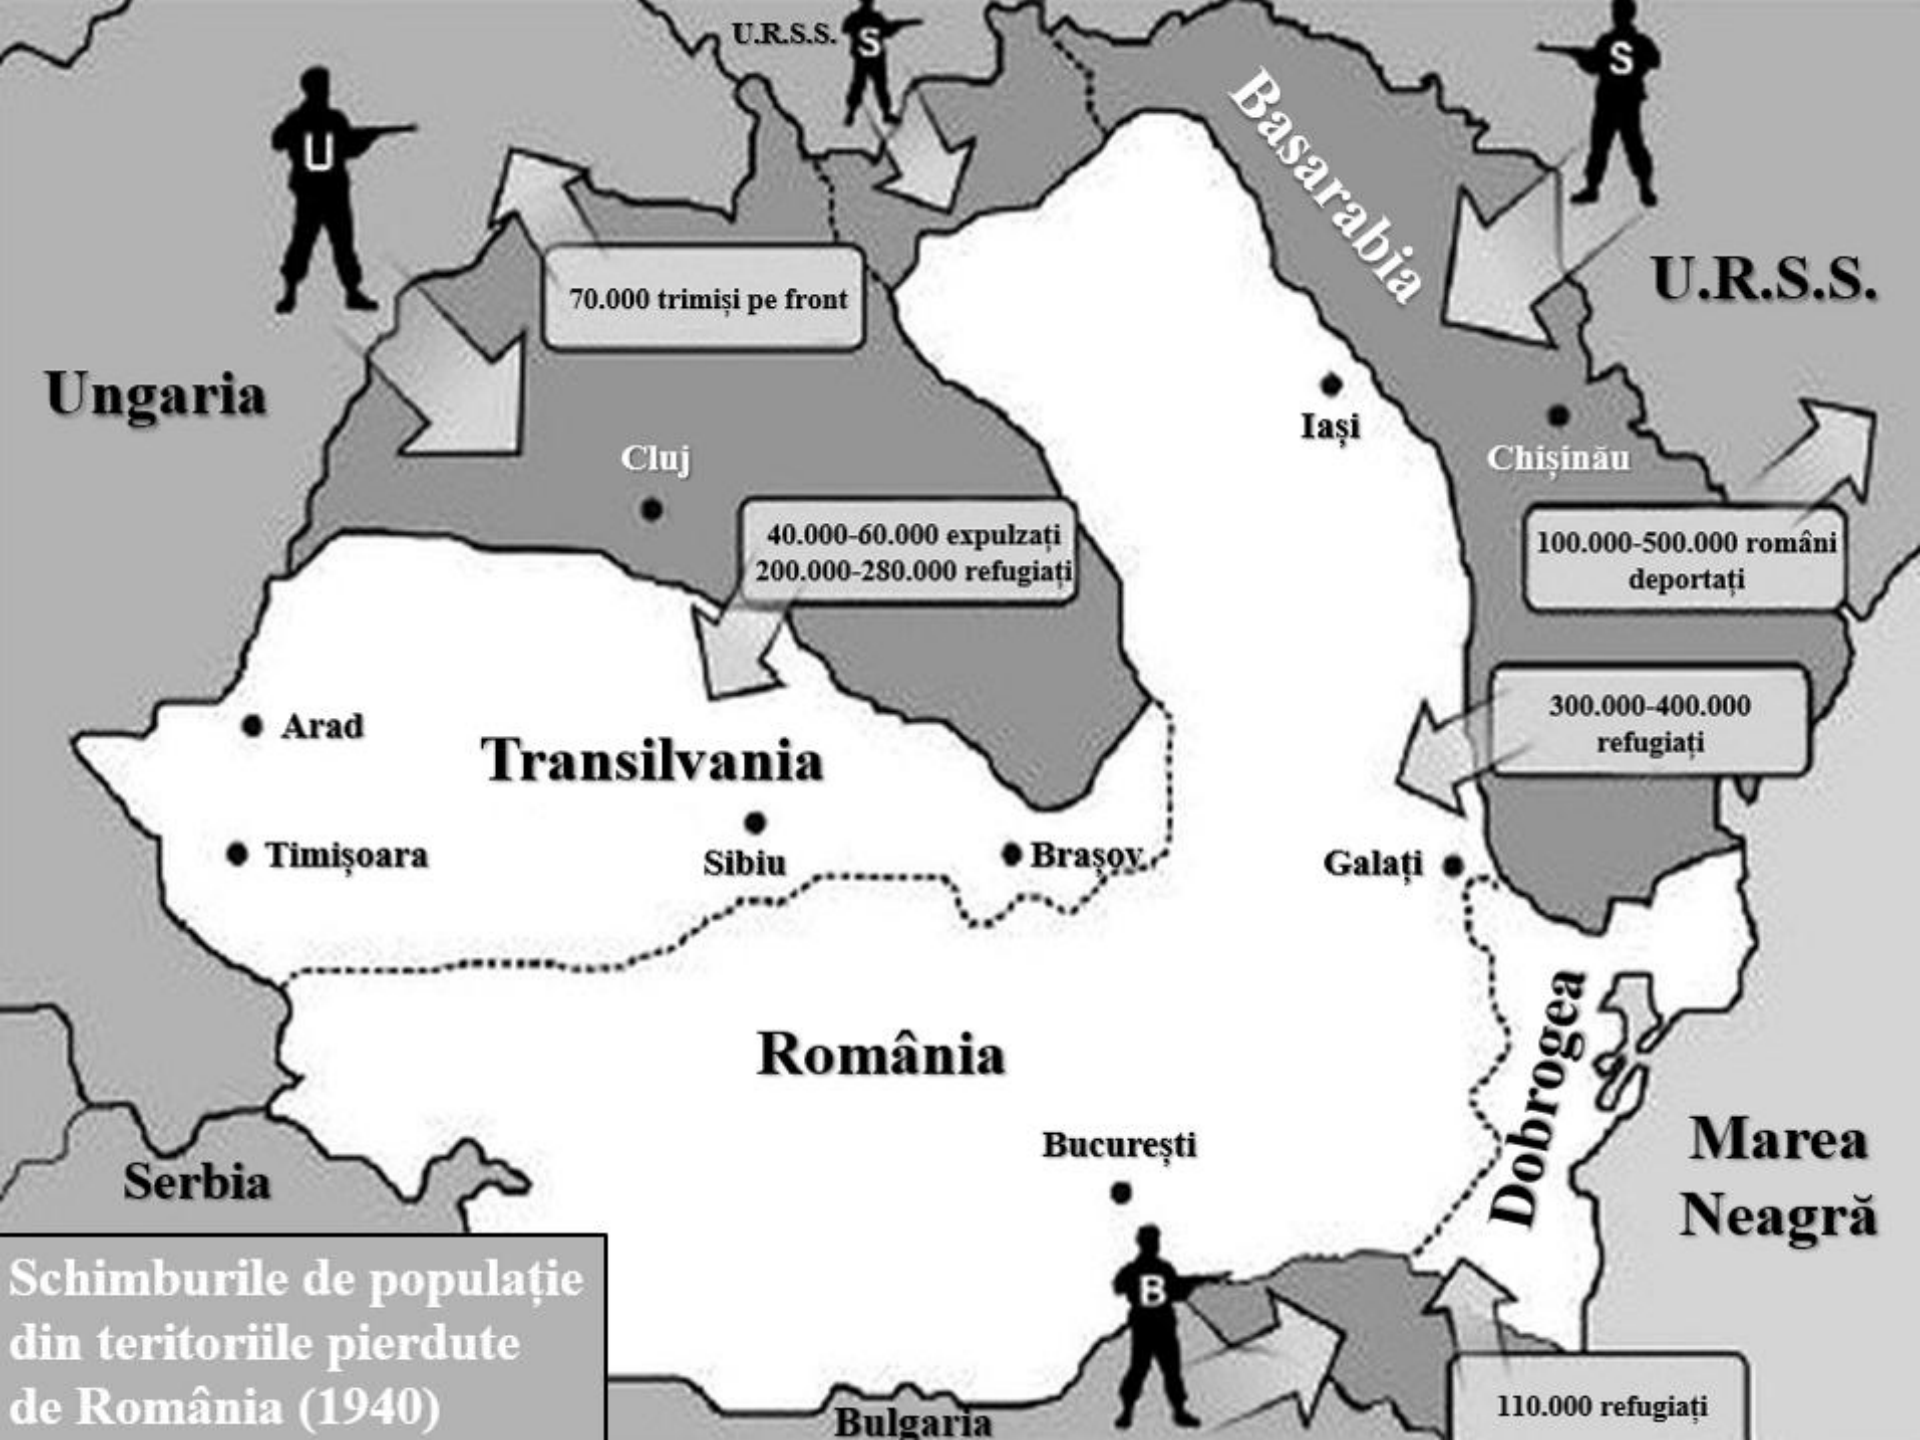 U.R.S.S.
S
S
U
Basarabia
U.R.S.S.
70.000 trimiși pe front
Ungaria
Iași
Cluj
Chișinău
40.000-60.000 expulzați
200.000-280.000 refugiați
100.000-500.000 români
deportați
300.000-400.000
refugiați
Arad
Transilvania
Timișoara
Sibiu
Brașov
Galați
România
Dobrogea
București
Marea
Neagră
Serbia
B
Schimburile de populație
din teritoriile pierdute
de România (1940)
Bulgaria
110.000 refugiați